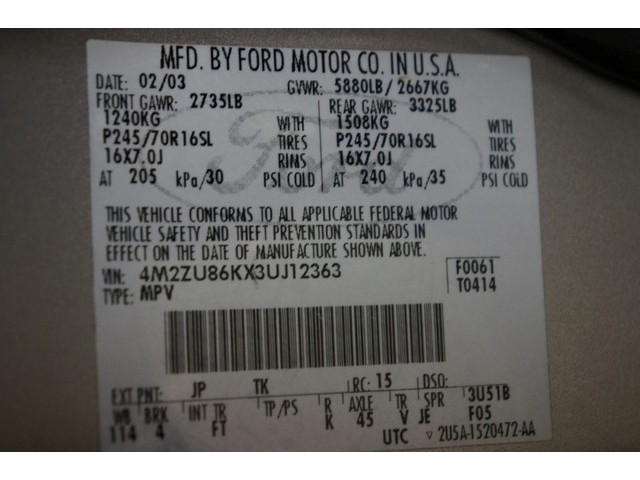 MFD. BY FORD MOTOR CO. IN U.S.A.
DATE: 02/03 GVWR: 5880LB / 2667KG
FRONT GAWR: 2735LB REAR GAWR: 3325LB
1240KG WITH 1508KG WITH
P245/70R16SL TIRES P245/70R16SL TIRES
16X7.0J RIMS 16X7.0J RIMS
AT 205 kPa/30 PSI COLD AT 240 kPa/35 PSI COLD
Ford
THIS VEHICLE CONFORMS TO ALL APPLICABLE FEDERAL MOTOR
VEHICLE SAFETY AND THEFT PREVENTION STANDARDS IN
EFFECT ON THE DATE OF MANUFACTURE SHOWN ABOVE.
VIN: 4M2ZU86KX3UJ12363 F0061
TYPE: MPV T0414
EXT PNT: JP TK RC: 15 DSO:
WB BRK INT TR TP/PS R AXLE TR SPR 3U51B
114 4 FT K 45 V JE F05
UTC ▽ 2U5A-1520472-AA